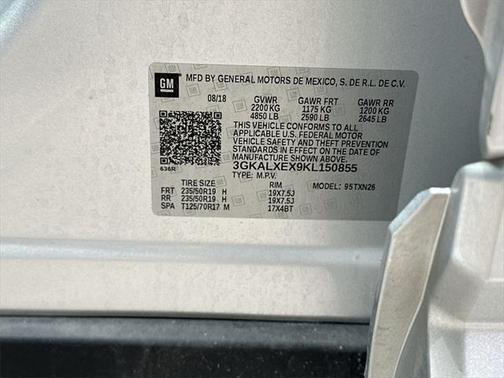 GM
MFD BY GENERAL MOTORS DE MEXICO, S. DE R.L. DE C.V.
08/18 GVWR GAWR FRT GAWR RR
2200 KG 1175 KG 1200 KG
4850 LB 2590 LB 2645 LB
THIS VEHICLE CONFORMS TO ALL
APPLICABLE U.S. FEDERAL MOTOR
VEHICLE SAFETY AND THEFT PREVENTION
STANDARDS IN EFFECT ON THE DATE OF
MANUFACTURE SHOWN ABOVE.
636R 3GKALXEX9KL150855
TYPE: M.P.V.
TIRE SIZE RIM MODEL: 95TXN26
FRT 235/50R19 H 19X7.5J
RR 235/50R19 H 19X7.5J
SPA T125/70R17 M 17X4BT